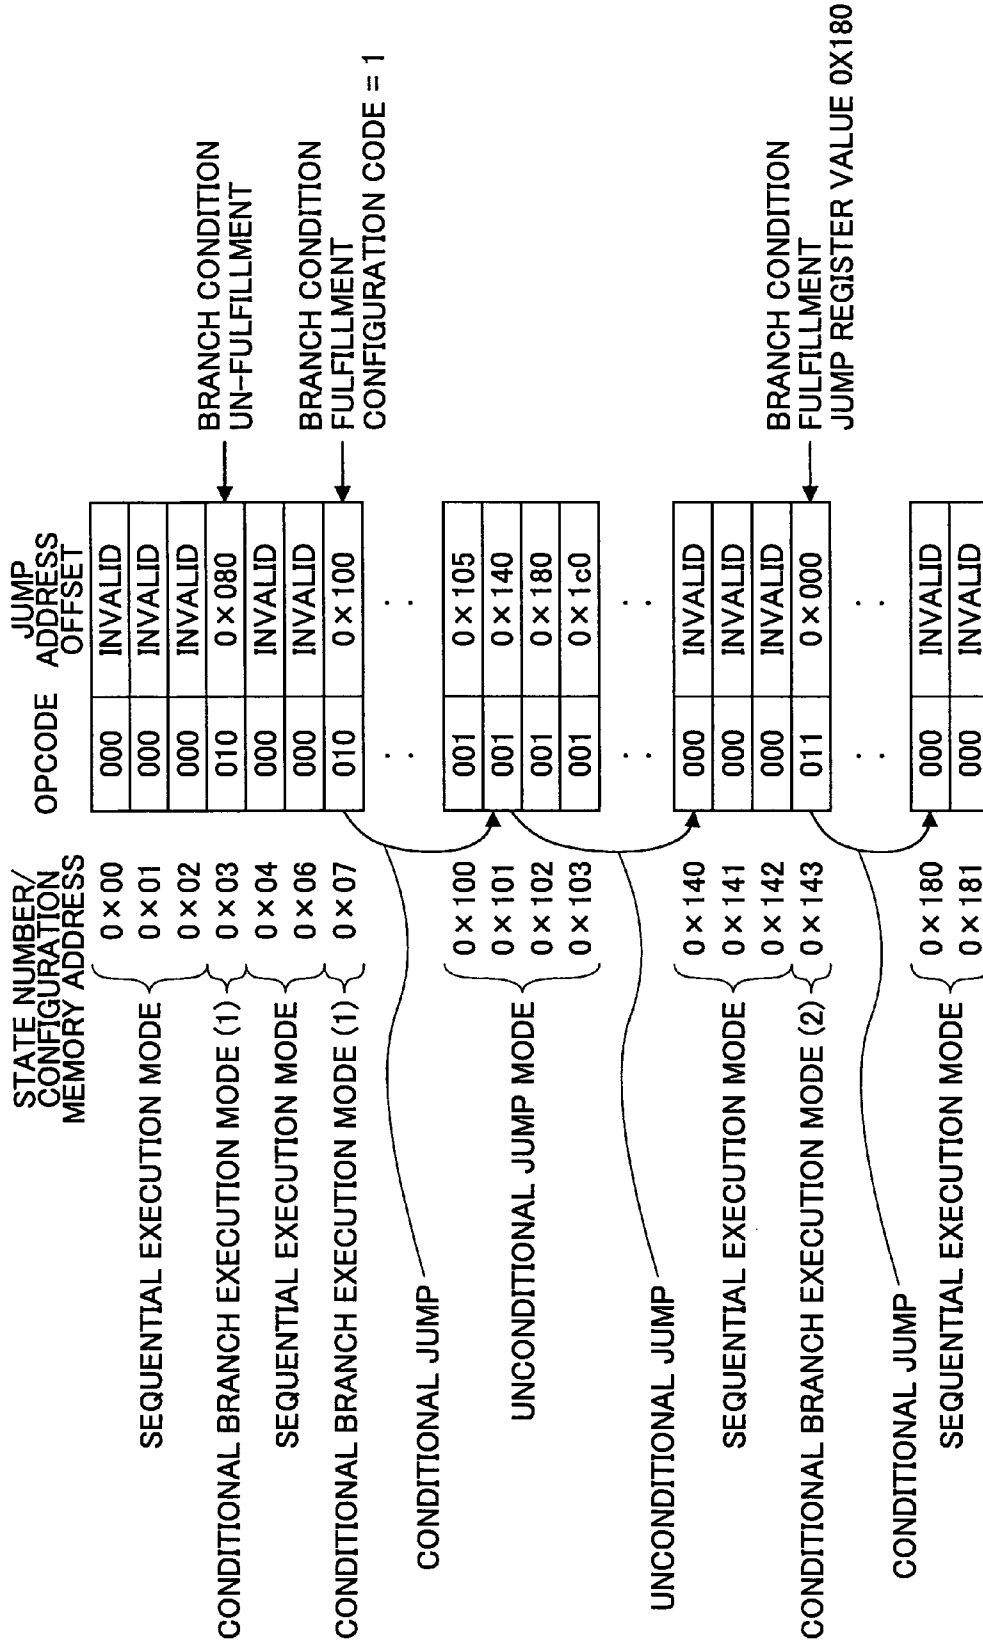 STATE NUMBER/
CONFIGURATION
MEMORY ADDRESS
OPCODE
JUMP
ADDRESS
OFFSET
SEQUENTIAL EXECUTION MODE
0×00 000 INVALID
0×01 000 INVALID
0×02 000 INVALID
CONDITIONAL BRANCH EXECUTION MODE (1)
0×03 010 0×080
BRANCH CONDITION
UN-FULFILLMENT
SEQUENTIAL EXECUTION MODE
0×04 000 INVALID
0×06 000 INVALID
CONDITIONAL BRANCH EXECUTION MODE (1)
0×07 010 0×100
BRANCH CONDITION
FULFILLMENT
CONFIGURATION CODE = 1
CONDITIONAL JUMP
UNCONDITIONAL JUMP MODE
0×100 001 0×105
0×101 001 0×140
0×102 001 0×180
0×103 001 0×1c0
UNCONDITIONAL JUMP
SEQUENTIAL EXECUTION MODE
0×140 000 INVALID
0×141 000 INVALID
0×142 000 INVALID
CONDITIONAL BRANCH EXECUTION MODE (2)
0×143 011 0×000
BRANCH CONDITION
FULFILLMENT
JUMP REGISTER VALUE 0X180
CONDITIONAL JUMP
SEQUENTIAL EXECUTION MODE
0×180 000 INVALID
0×181 000 INVALID